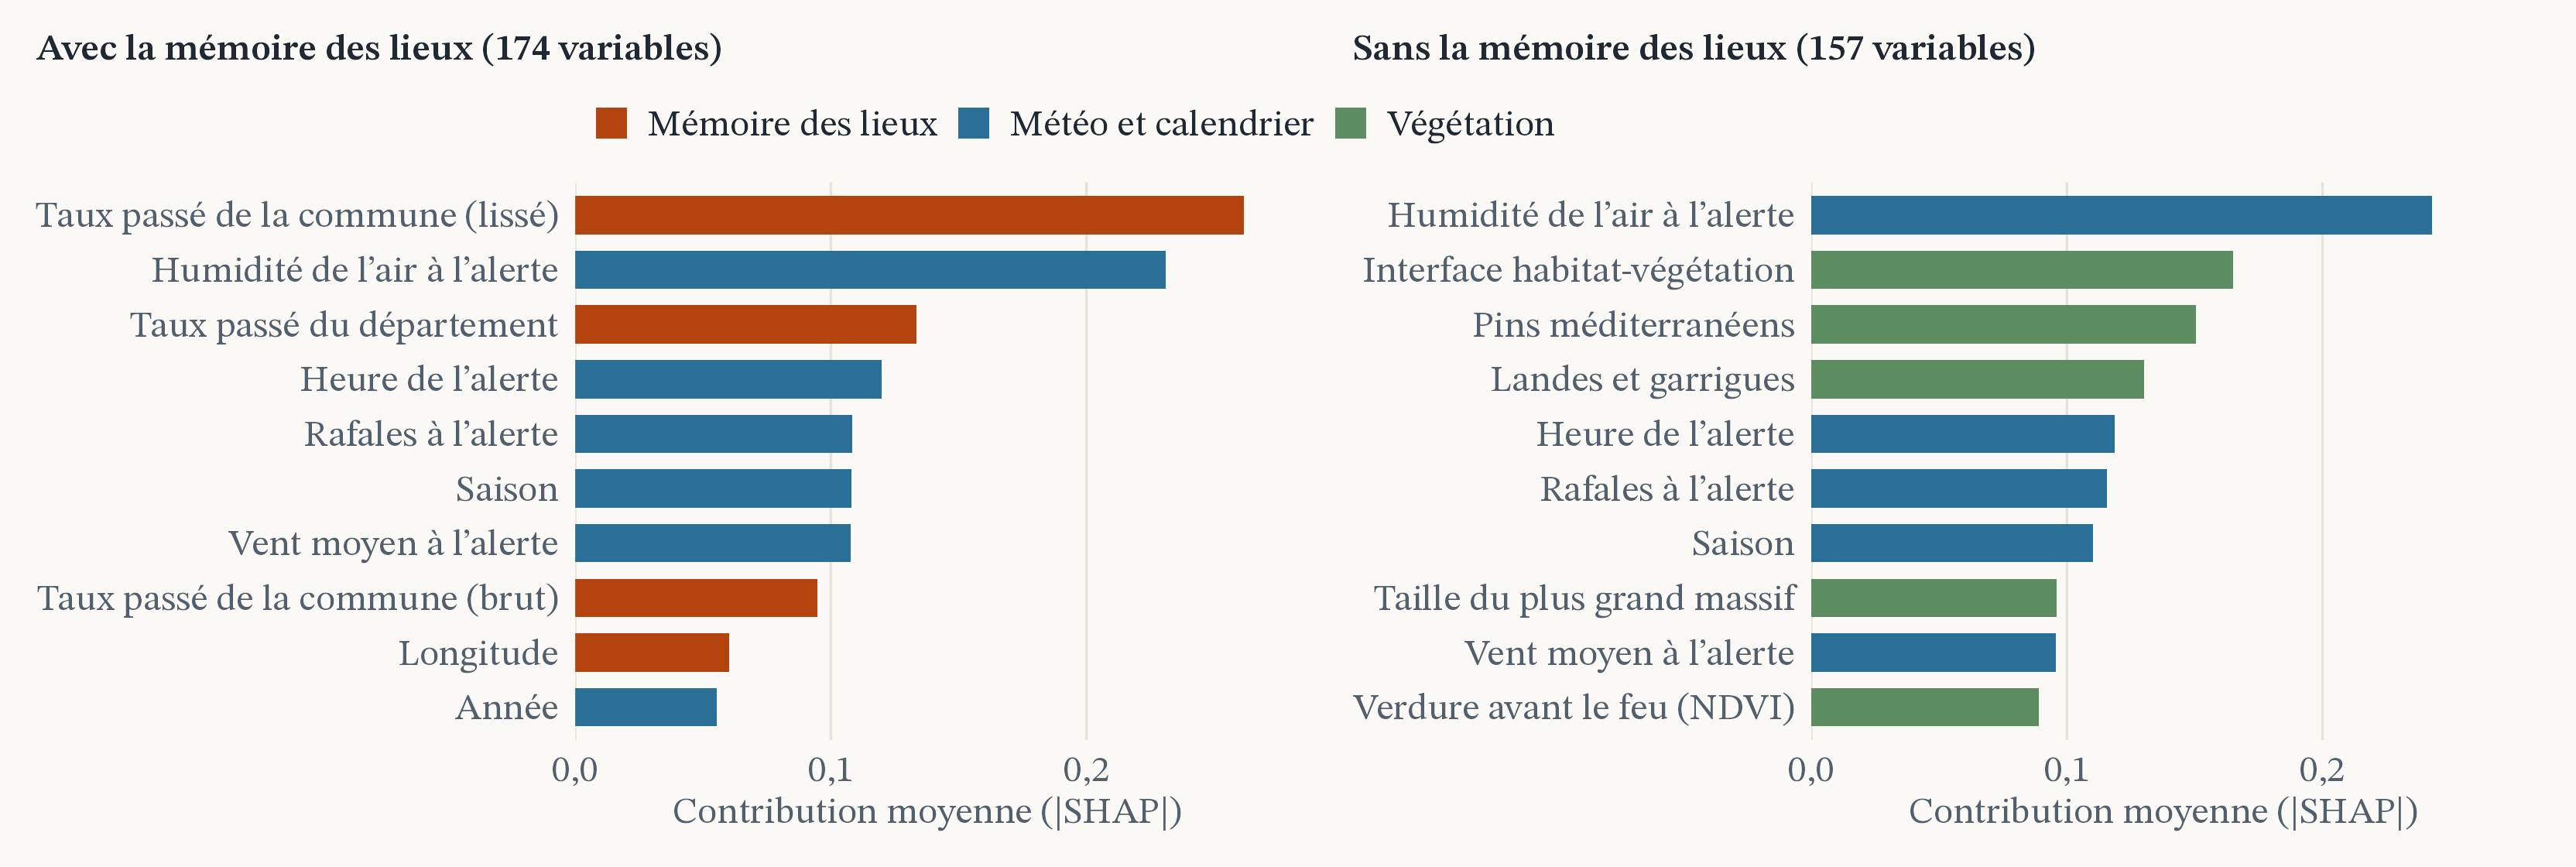 Avec la mémoire des lieux (174 variables)
Sans la mémoire des lieux (157 variables)
Mémoire des lieux
Météo et calendrier
Végétation
Taux passé de la commune (lissé)
Humidité de l’air à l’alerte
Taux passé du département
Heure de l’alerte
Rafales à l’alerte
Saison
Vent moyen à l’alerte
Taux passé de la commune (brut)
Longitude
Année
0,0
0,1
0,2
Contribution moyenne (|SHAP|)
Humidité de l’air à l’alerte
Interface habitat-végétation
Pins méditerranéens
Landes et garrigues
Heure de l’alerte
Rafales à l’alerte
Saison
Taille du plus grand massif
Vent moyen à l’alerte
Verdure avant le feu (NDVI)
0,0
0,1
0,2
Contribution moyenne (|SHAP|)